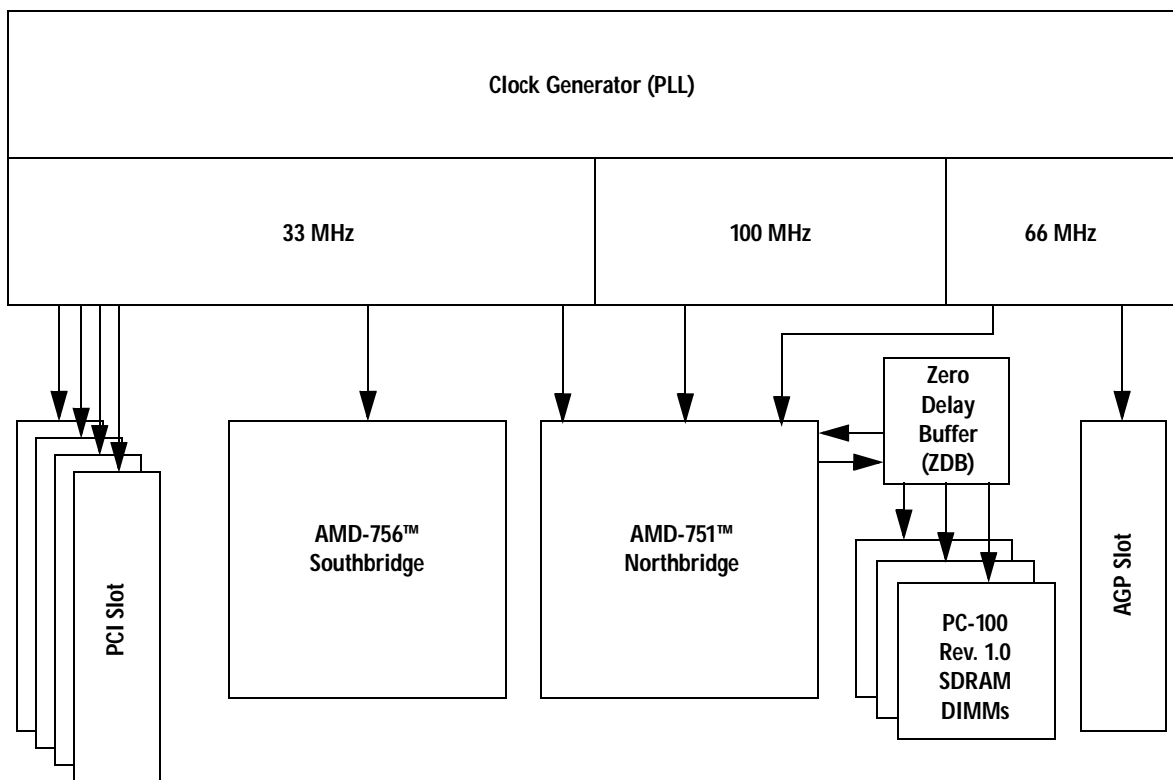 Clock Generator (PLL)
33 MHz
100 MHz
66 MHz
Zero
Delay
Buffer
(ZDB)
PCI Slot
AMD-756™
Southbridge
AMD-751™
Northbridge
PC-100
Rev. 1.0
SDRAM
DIMMs
AGP Slot